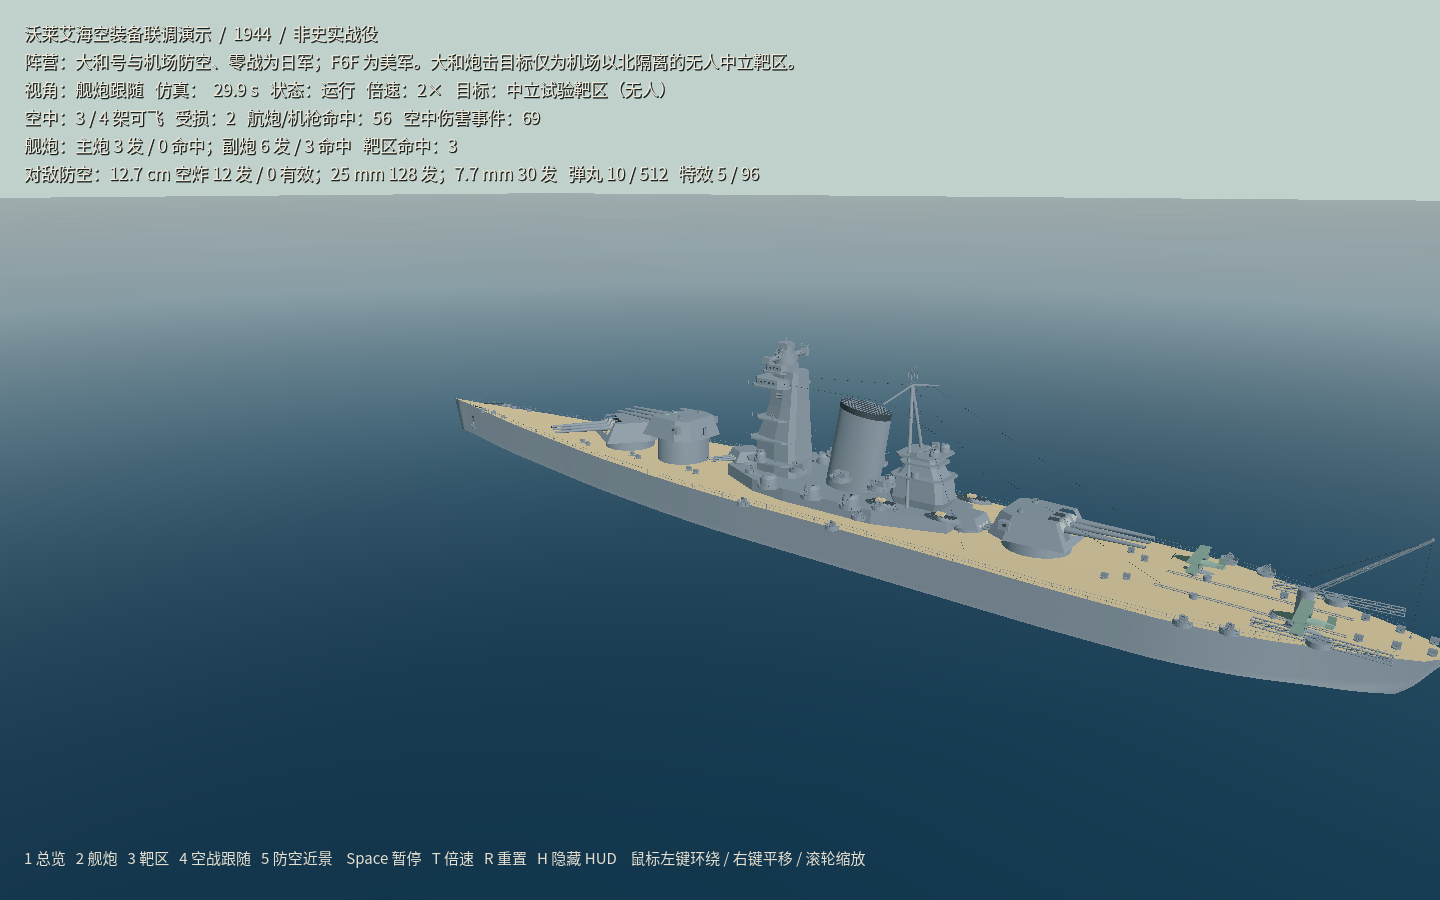 沃莱艾海空装备联调演示 / 1944 / 非史实战役
阵营：大和号与机场防空、零战为日军；F6F 为美军。大和炮击目标仅为机场以北隔离的无人中立靶区。
视角：舰炮跟随 仿真： 29.9 s 状态：运行 倍速：2× 目标：中立试验靶区（无人）
空中：3 / 4 架可飞 受损：2 航炮/机枪命中：56 空中伤害事件：69
舰炮：主炮 3 发 / 0 命中；副炮 6 发 / 3 命中 靶区命中：3
对敌防空：12.7 cm 空炸 12 发 / 0 有效；25 mm 128 发；7.7 mm 30 发 弹丸 10 / 512 特效 5 / 96
1 总览 2 舰炮 3 靶区 4 空战跟随 5 防空近景 Space 暂停 T 倍速 R 重置 H 隐藏 HUD 鼠标左键环绕 / 右键平移 / 滚轮缩放